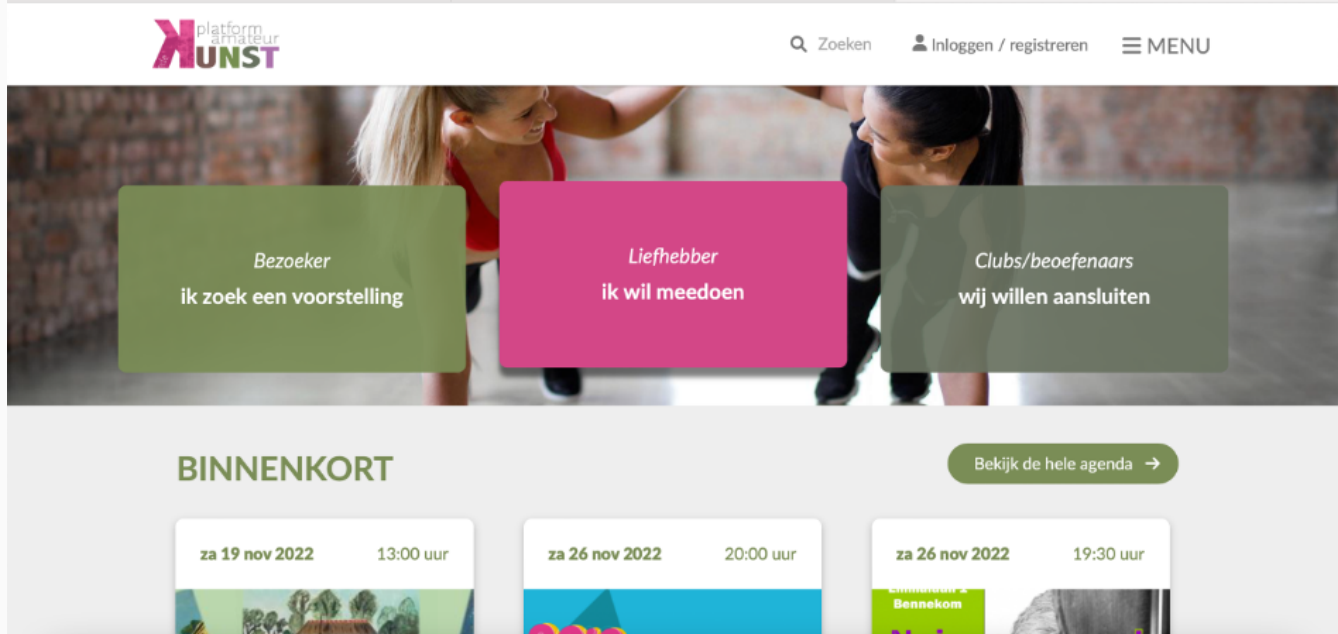 platform
amateur
KUNST
Zoeken
Inloggen / registreren
MENU
Bezoeker
ik zoek een voorstelling
Liefhebber
ik wil meedoen
Clubs/beoefenaars
wij willen aansluiten
BINNENKORT
Bekijk de hele agenda
za 19 nov 2022
13:00 uur
za 26 nov 2022
20:00 uur
za 26 nov 2022
19:30 uur
Bennekom